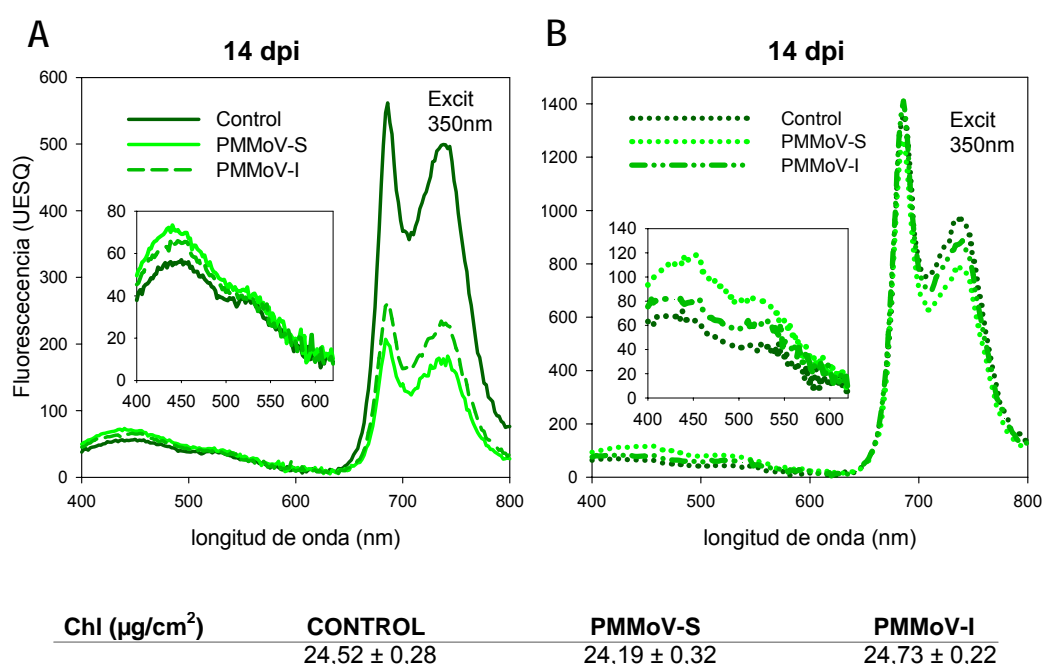 A
14 dpi
Fluorescencia (UESQ)
600
500
400
300
200
100
0
Control
PMMoV-S
PMMoV-I
Excit
350nm
80
60
40
20
0
400 450 500 550 600
400 500 600 700 800
longitud de onda (nm)
B
14 dpi
1400
1200
1000
800
600
400
200
0
Control
PMMoV-S
PMMoV-I
Excit
350nm
140
120
100
80
60
40
20
0
400 450 500 550 600
400 500 600 700 800
longitud de onda (nm)
Chl (µg/cm²) CONTROL PMMoV-S PMMoV-I
24,52 ± 0,28 24,19 ± 0,32 24,73 ± 0,22